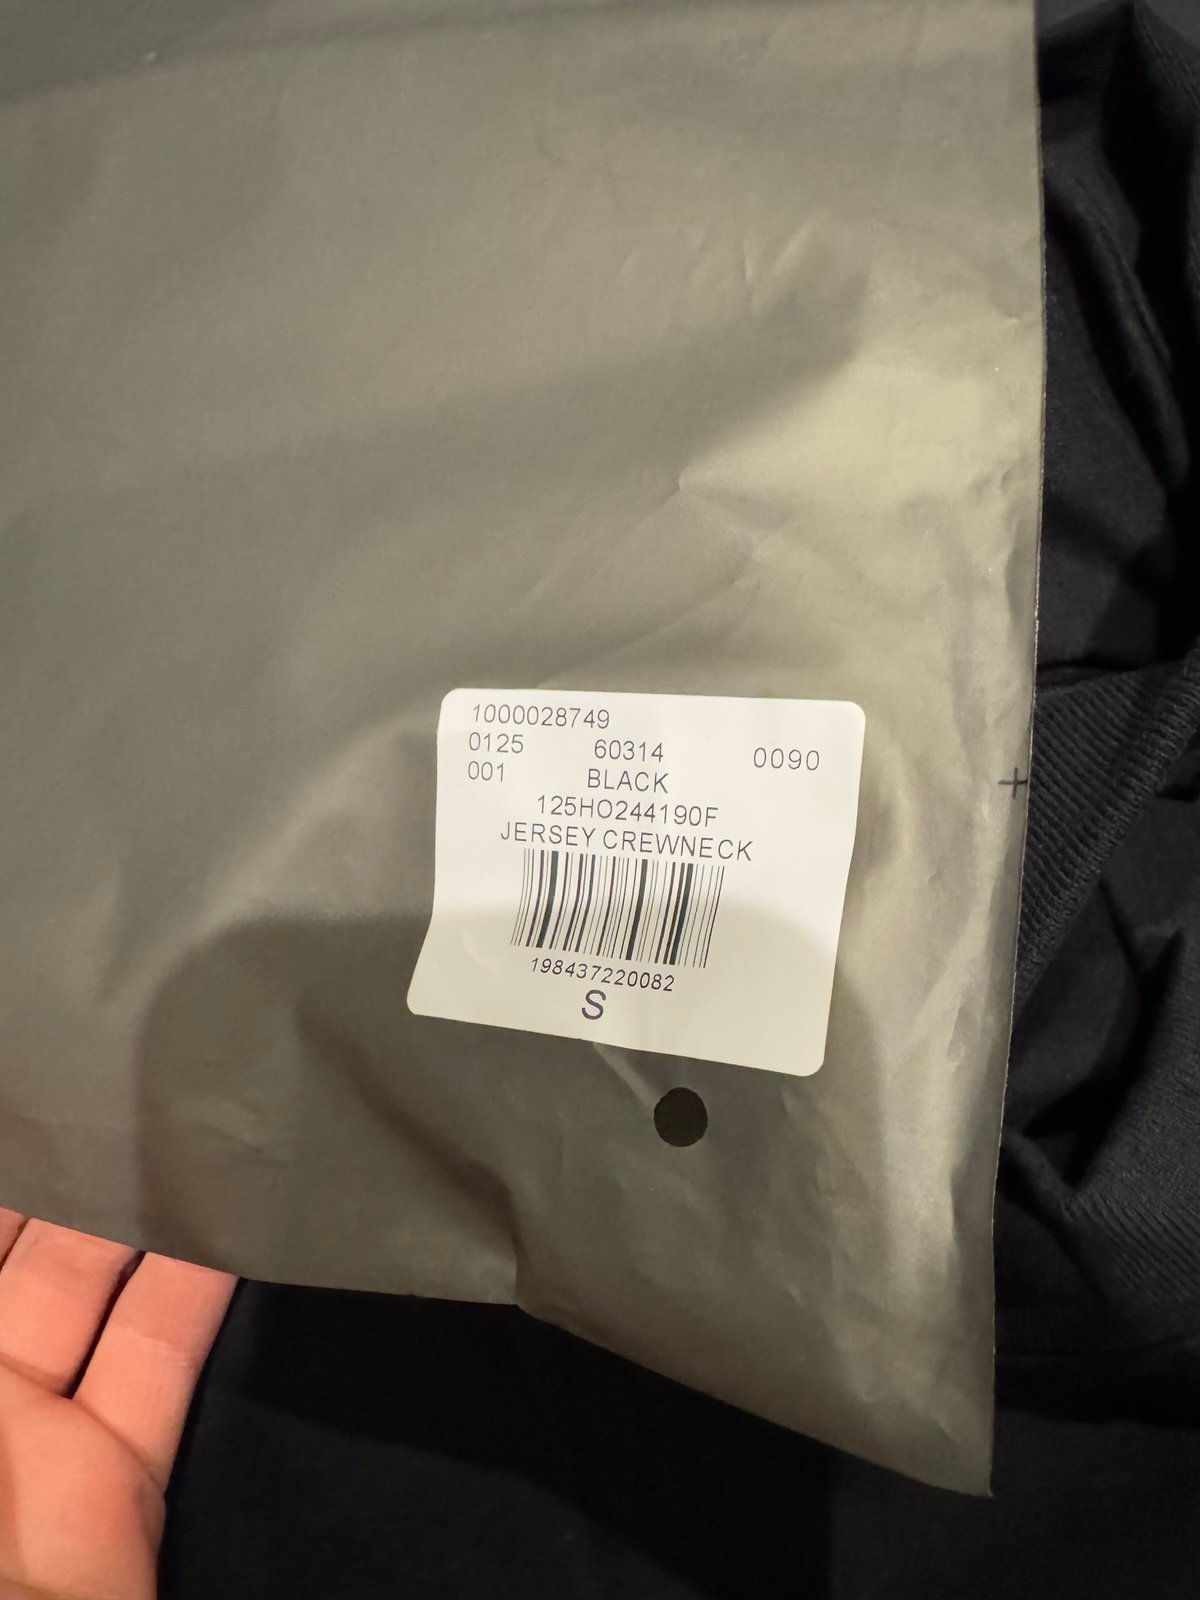 1000028749
0125 60314 0090
001 BLACK
125HO244190F
JERSEY CREWNECK
198437220082
S